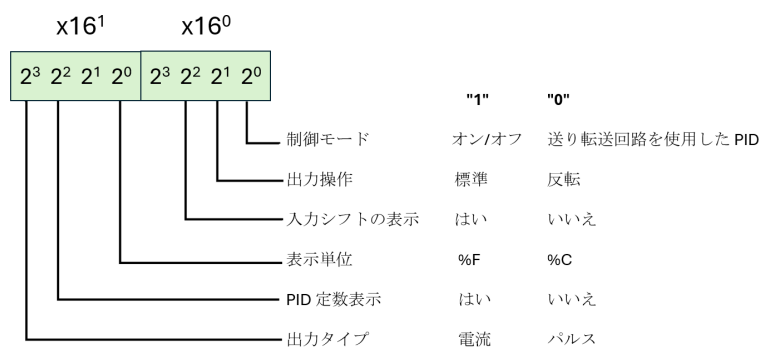 x16¹ x16⁰
2³ 2² 2¹ 2⁰ 2³ 2² 2¹ 2⁰
"1" "0"
制御モード オン/オフ 送り転送回路を使用した PID
出力操作 標準 反転
入力シフトの表示 はい いいえ
表示単位 %F %C
PID 定数表示 はい いいえ
出力タイプ 電流 パルス